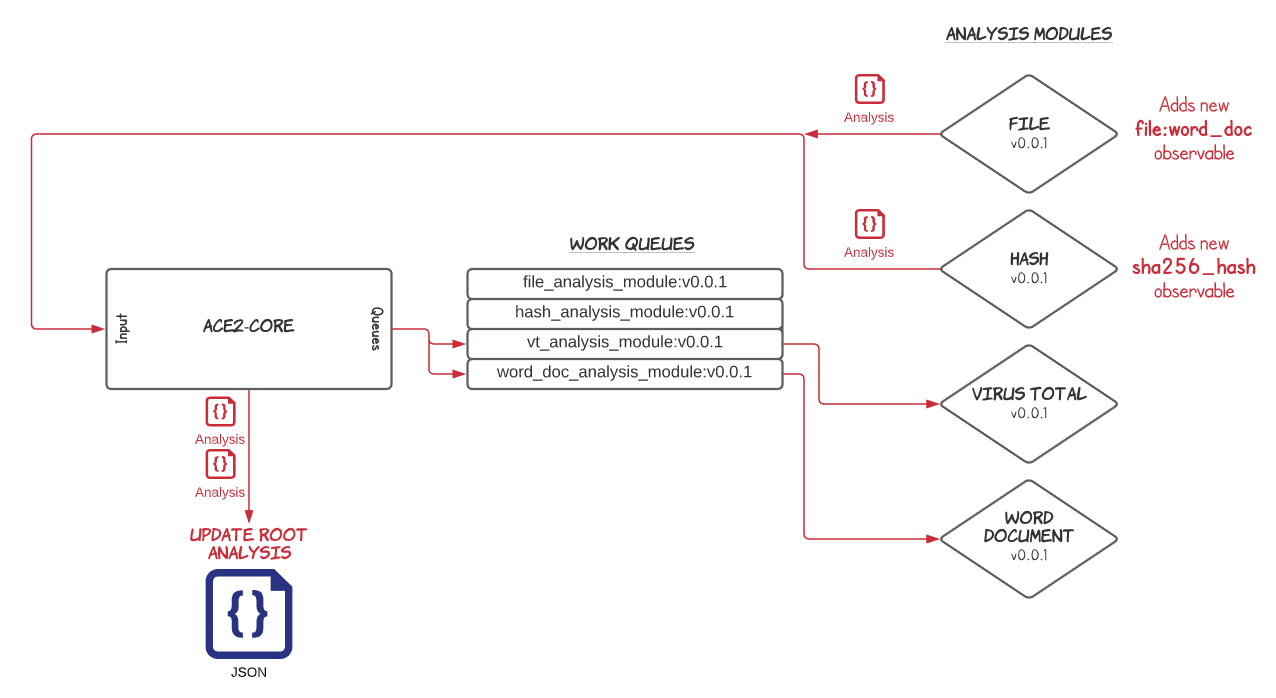 ANALYSIS MODULES
{}
Analysis
FILE
v0.0.1
Adds new
file:word_doc
observable
{}
Analysis
HASH
v0.0.1
Adds new
sha256_hash
observable
WORK QUEUES
file_analysis_module:v0.0.1
hash_analysis_module:v0.0.1
vt_analysis_module:v0.0.1
word_doc_analysis_module:v0.0.1
Input
ACE2-CORE
Queues
VIRUS TOTAL
v0.0.1
{}
Analysis
{}
Analysis
UPDATE ROOT
ANALYSIS
{}
JSON
WORD
DOCUMENT
v0.0.1